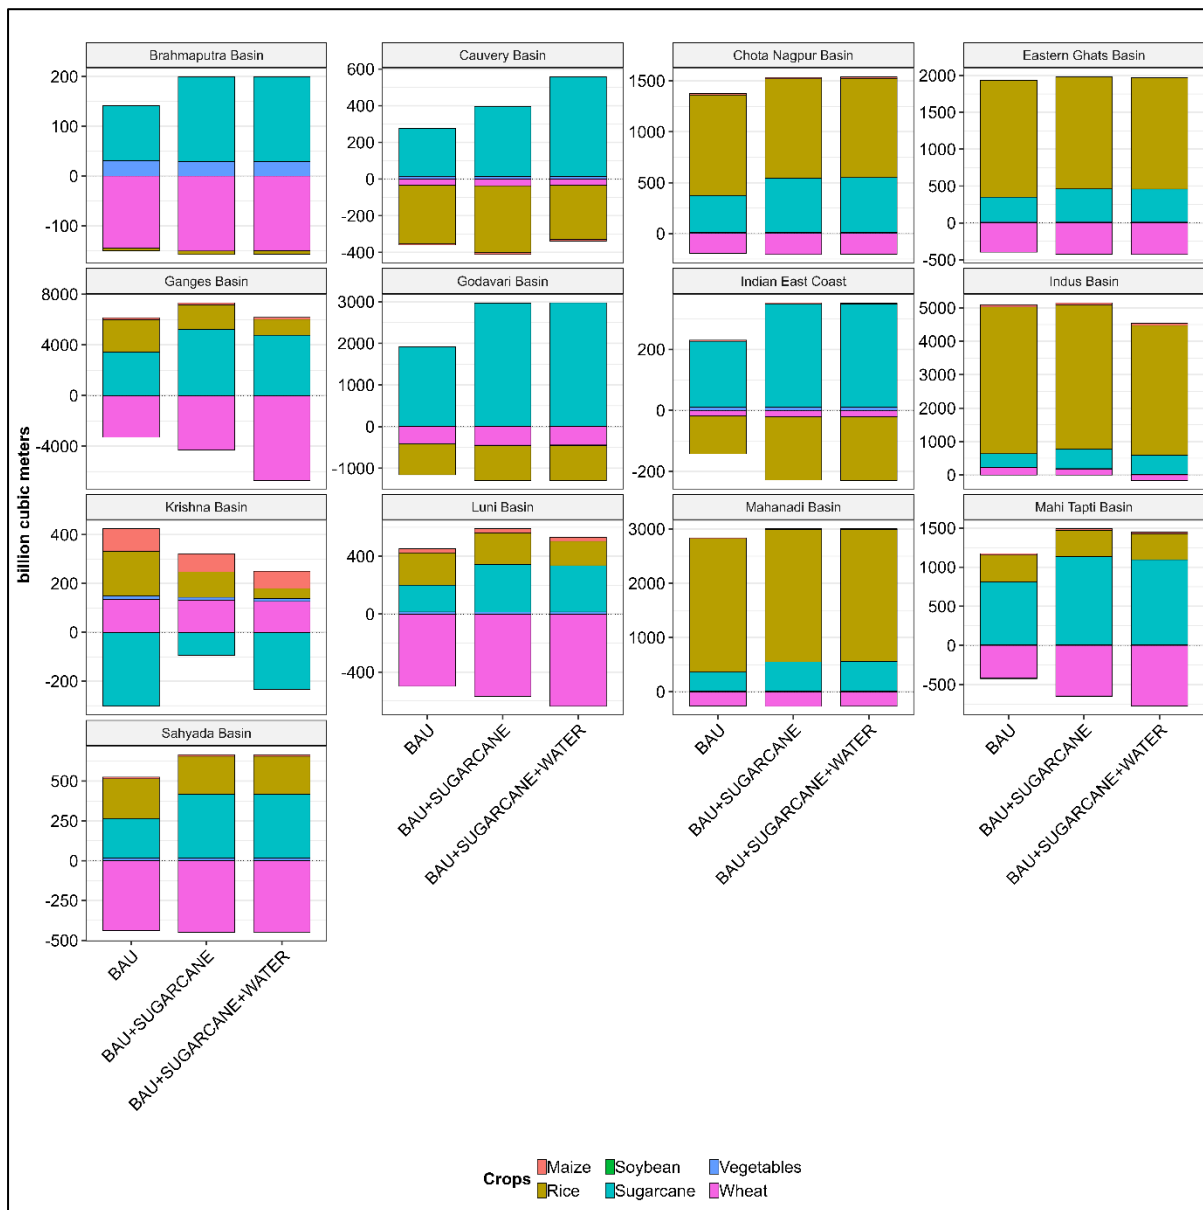 Brahmaputra Basin
Cauvery Basin
Chota Nagpur Basin
Eastern Ghats Basin
200
100
0
-100
600
400
200
0
-200
-400
1500
1000
500
0
2000
1500
1000
500
0
-500
Ganges Basin
Godavari Basin
Indian East Coast
Indus Basin
8000
4000
0
-4000
3000
2000
1000
0
-1000
200
0
-200
5000
4000
3000
2000
1000
0
Krishna Basin
Luni Basin
Mahanadi Basin
Mahi Tapti Basin
400
200
0
-200
400
0
-400
3000
2000
1000
0
1500
1000
500
0
-500
Sahyada Basin
500
250
0
-250
-500
BAU
BAU+SUGARCANE
BAU+SUGARCANE+WATER
BAU
BAU+SUGARCANE
BAU+SUGARCANE+WATER
BAU
BAU+SUGARCANE
BAU+SUGARCANE+WATER
BAU
BAU+SUGARCANE
BAU+SUGARCANE+WATER
billion cubic meters
Crops
Maize
Soybean
Vegetables
Rice
Sugarcane
Wheat